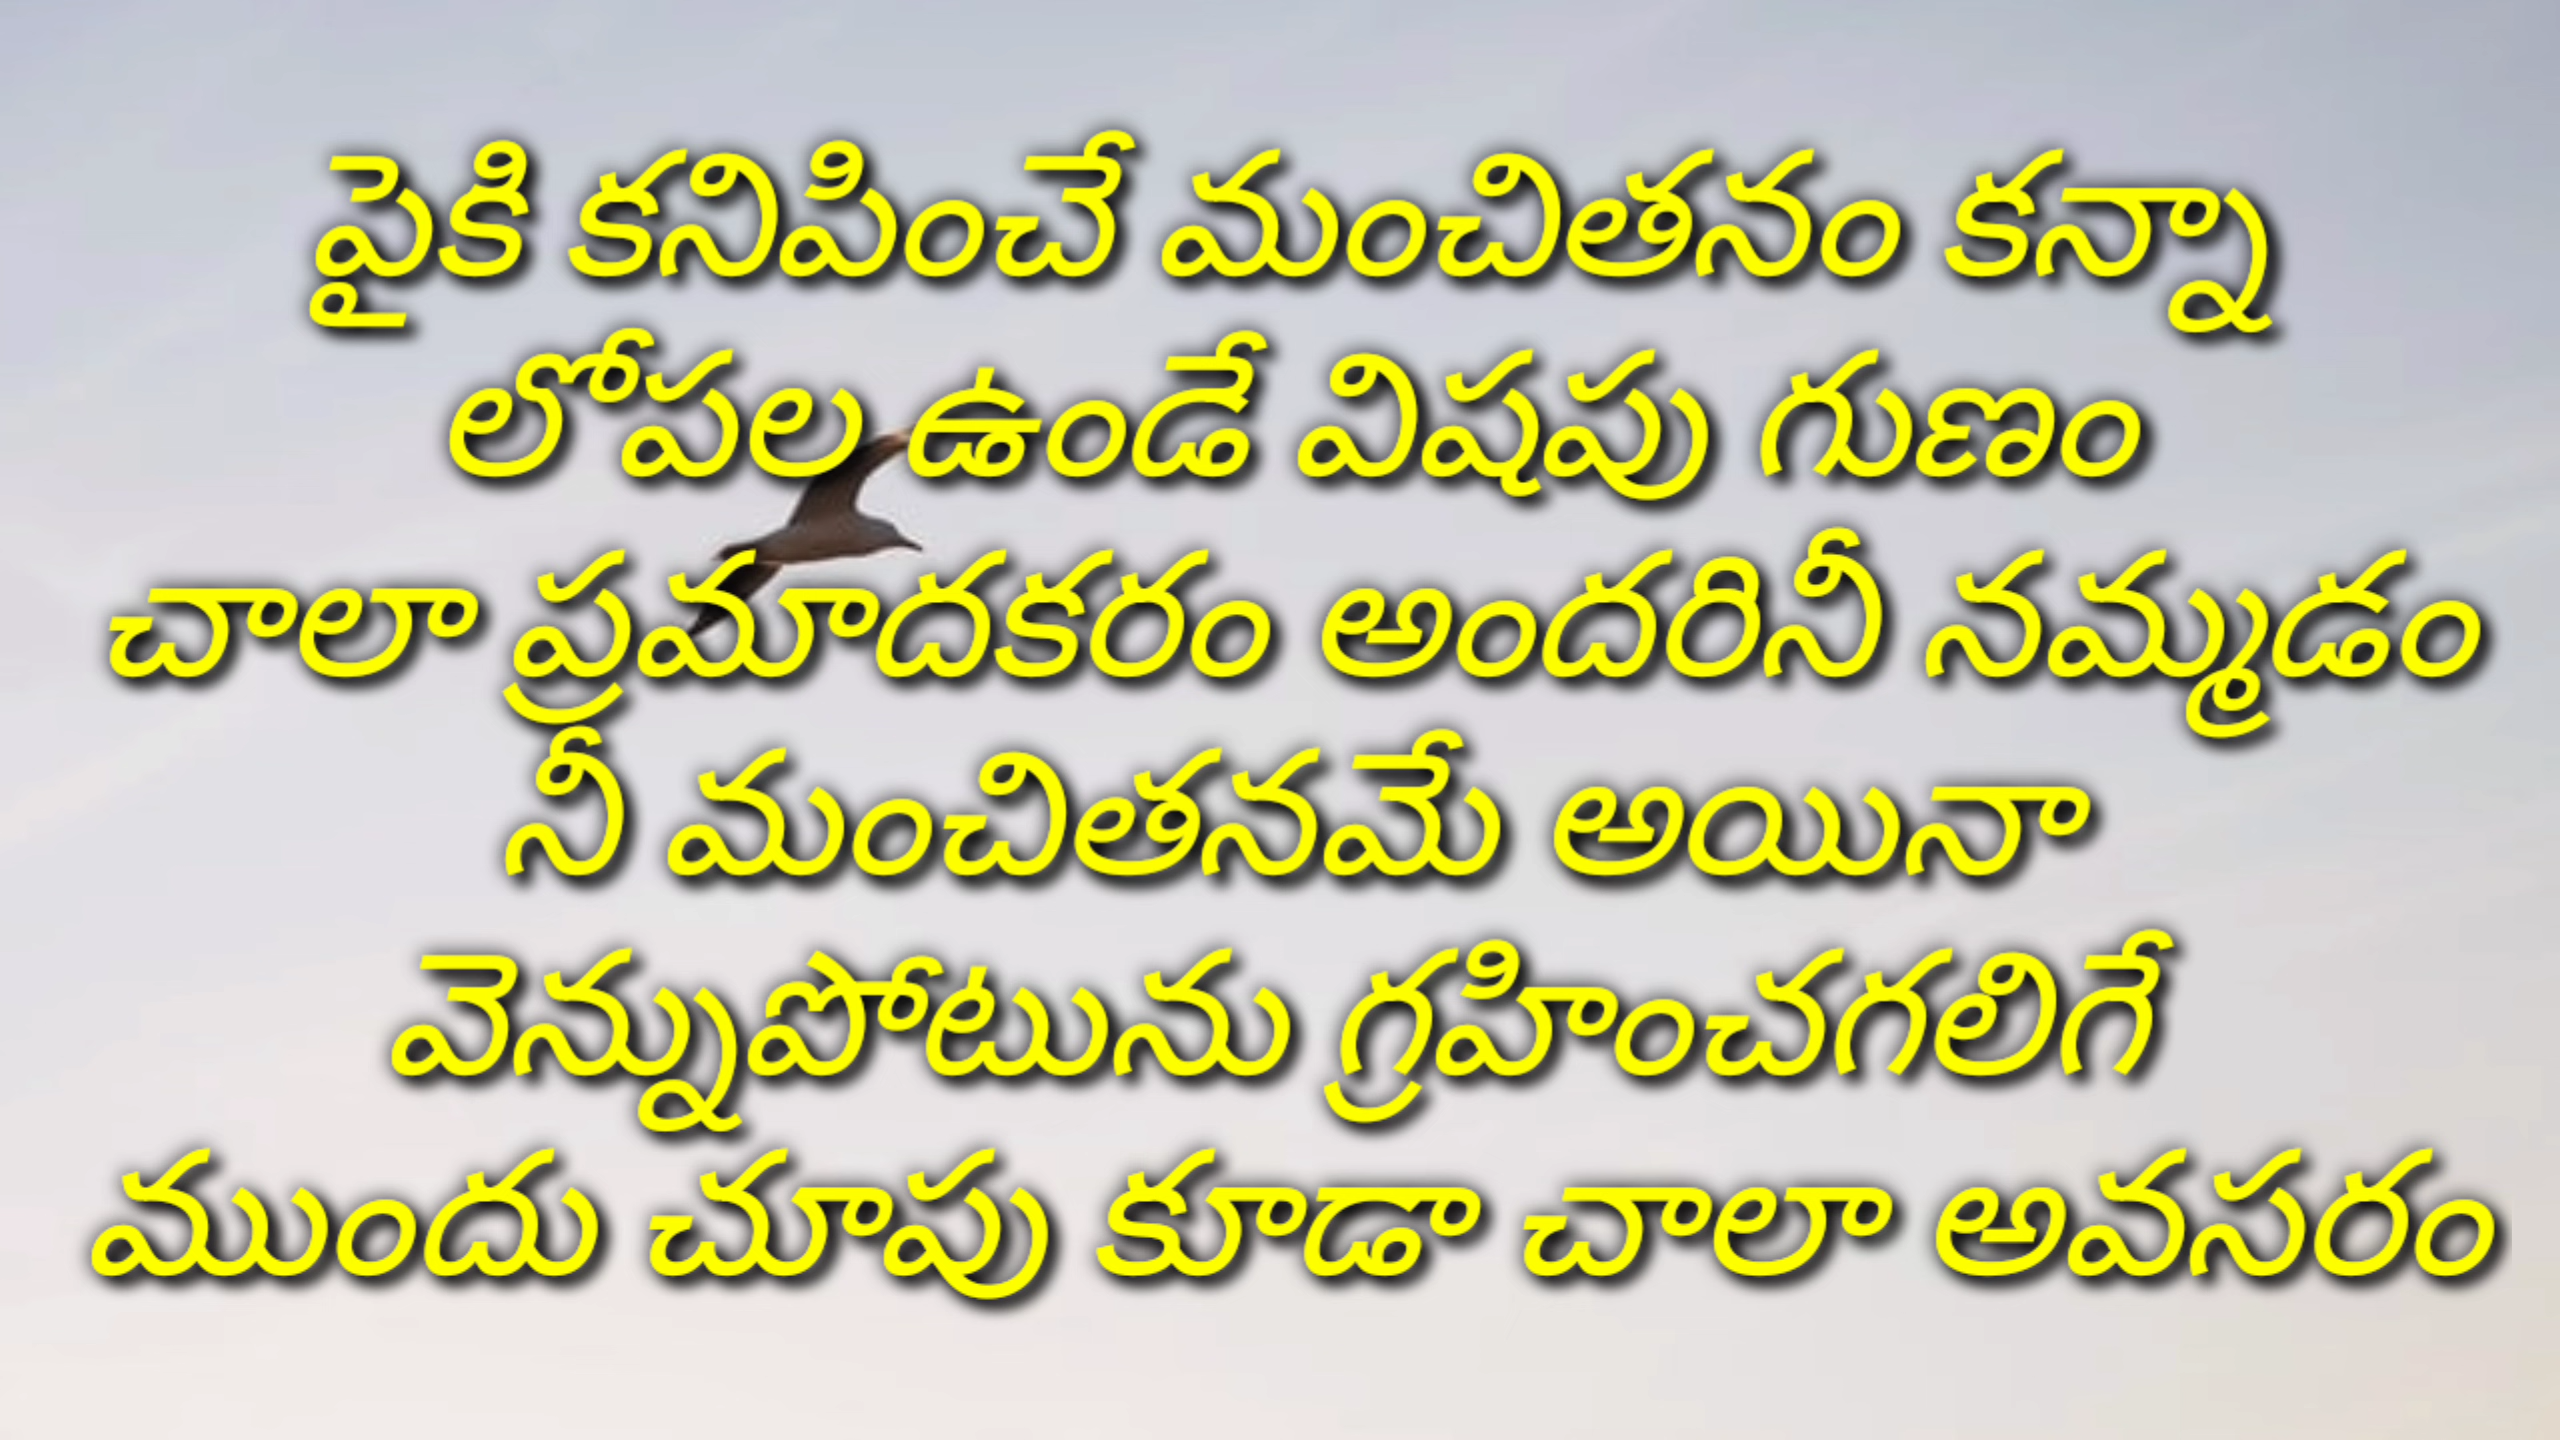 పైకి కనిపించే మంచితనం కన్నా
లోపల ఉండే విషపు గుణం
చాలా ప్రమాదకరం అందరినీ నమ్మడం
నీ మంచితనమే అయినా
వెన్నుపోటును గ్రహించగలిగే
ముందు చూపు కూడా చాలా అవసరం